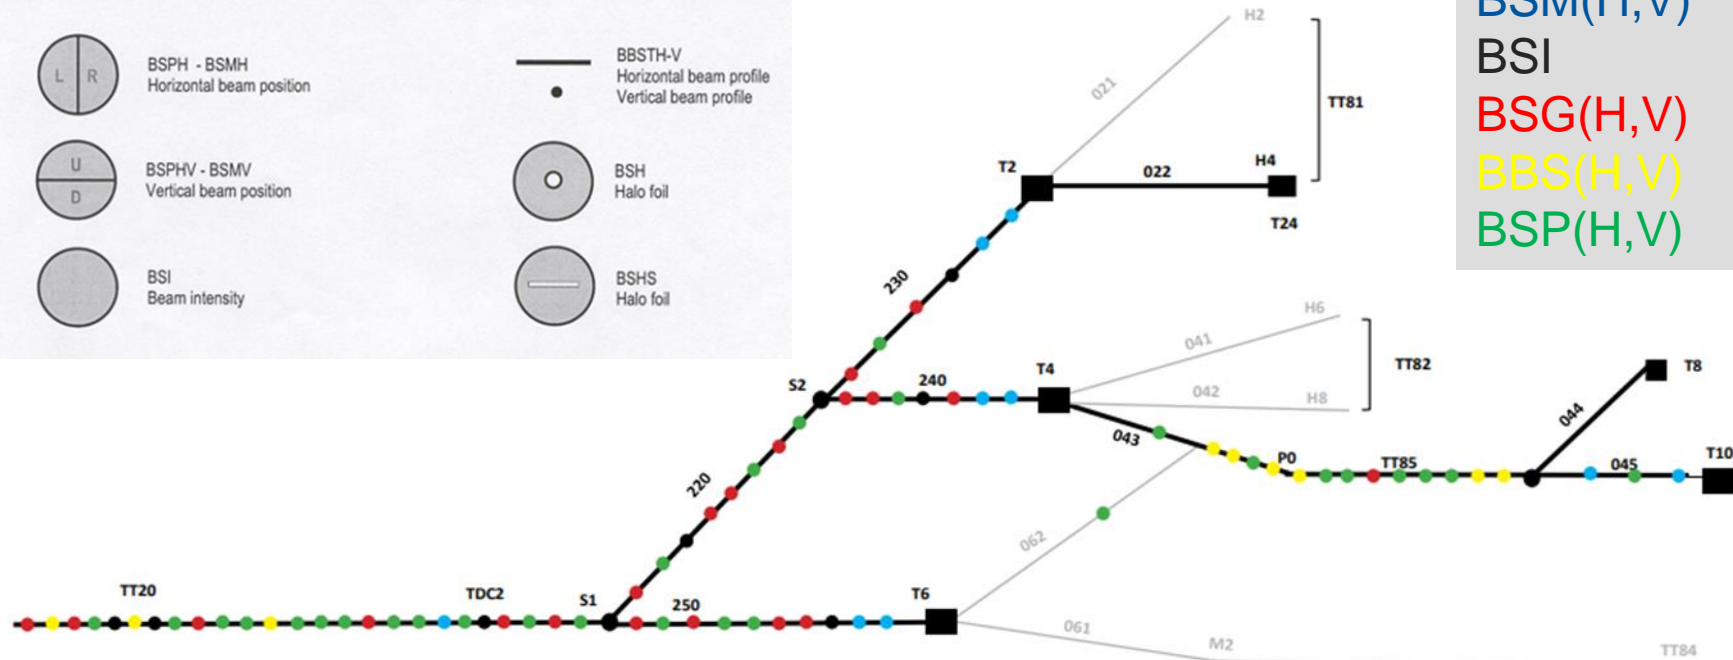 L R
BSPH - BSMH
Horizontal beam position
U
D
BSPHV - BSMV
Vertical beam position
BSI
Beam intensity
BBSTH-V
Horizontal beam profile
Vertical beam profile
BSH
Halo foil
BSHS
Halo foil
BSM(H,V)
BSI
BSG(H,V)
BBS(H,V)
BSP(H,V)
H2
021
TT81
T2
022
H4
T24
230
H6
041
TT82
S2
240
T4
042
H8
T8
044
043
P0
TT85
045
T10
220
062
TT20
TDC2
S1
250
T6
061
M2
TT84